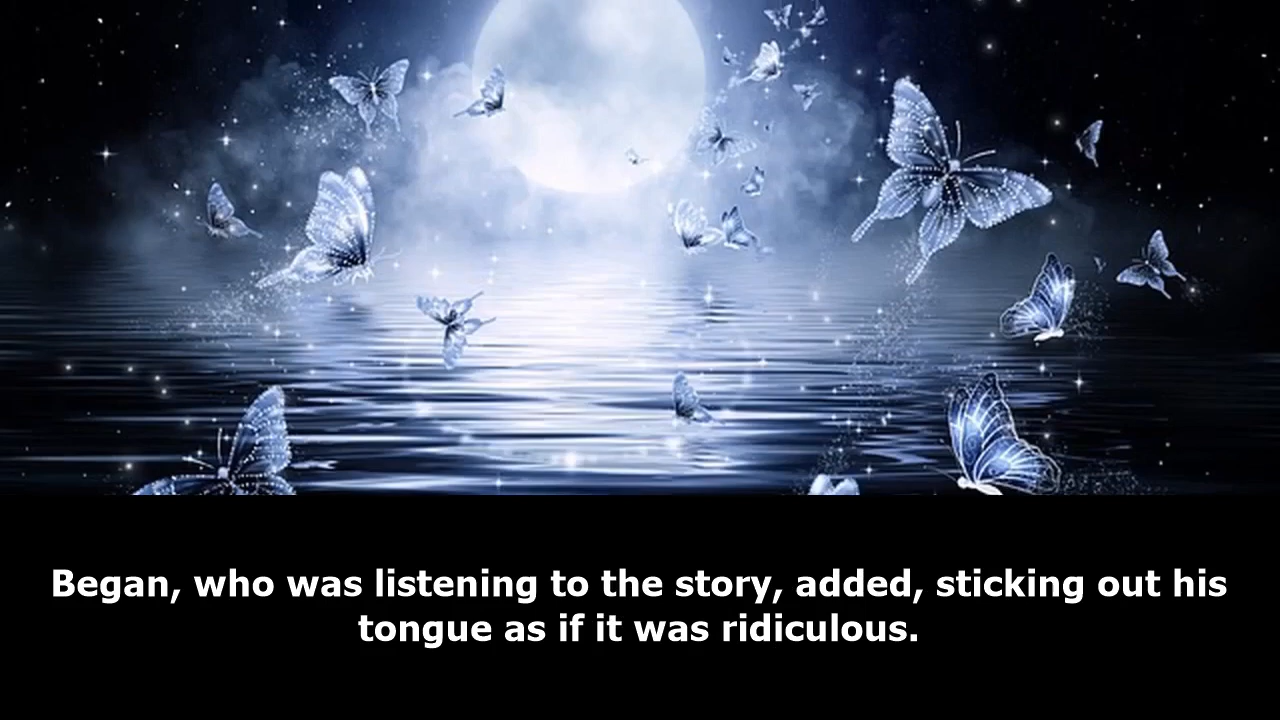 Began, who was listening to the story, added, sticking out his
tongue as if it was ridiculous.